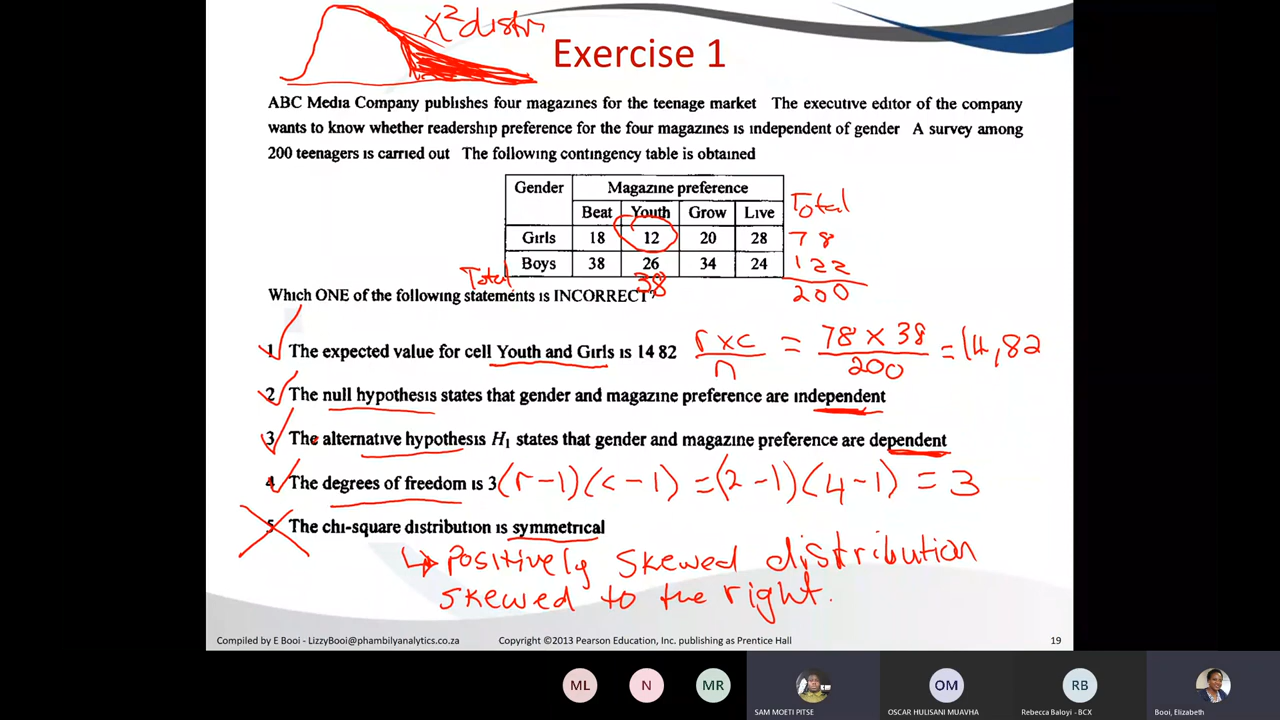 x² distr
Exercise 1
ABC Media Company publishes four magazines for the teenage market The executive editor of the company
wants to know whether readership preference for the four magazines is independent of gender A survey among
200 teenagers is carried out The following contingency table is obtained
Gender Magazine preference
Beat Youth Grow Live Total
Girls 18 12 20 28 78
Boys 38 26 34 24 122
Total 38 200
Which ONE of the following statements is INCORRECT?
1 The expected value for cell Youth and Girls is 14 82 r x c / n = 78 x 38 / 200 = 14,82
2 The null hypothesis states that gender and magazine preference are independent
3 The alternative hypothesis H₁ states that gender and magazine preference are dependent
4 The degrees of freedom is 3 (r - 1)(c - 1) = (2 - 1)(4 - 1) = 3
5 The chi-square distribution is symmetrical
↳ positively skewed distribution
skewed to the right.
Compiled by E Booi - LizzyBooi@phambilyanalytics.co.za Copyright ©2013 Pearson Education, Inc. publishing as Prentice Hall 19
ML N MR OM RB
SAM MOETI PITSE OSCAR HULISANI MUAVHA Rebecca Baloyi - BCX Booi, Elizabeth